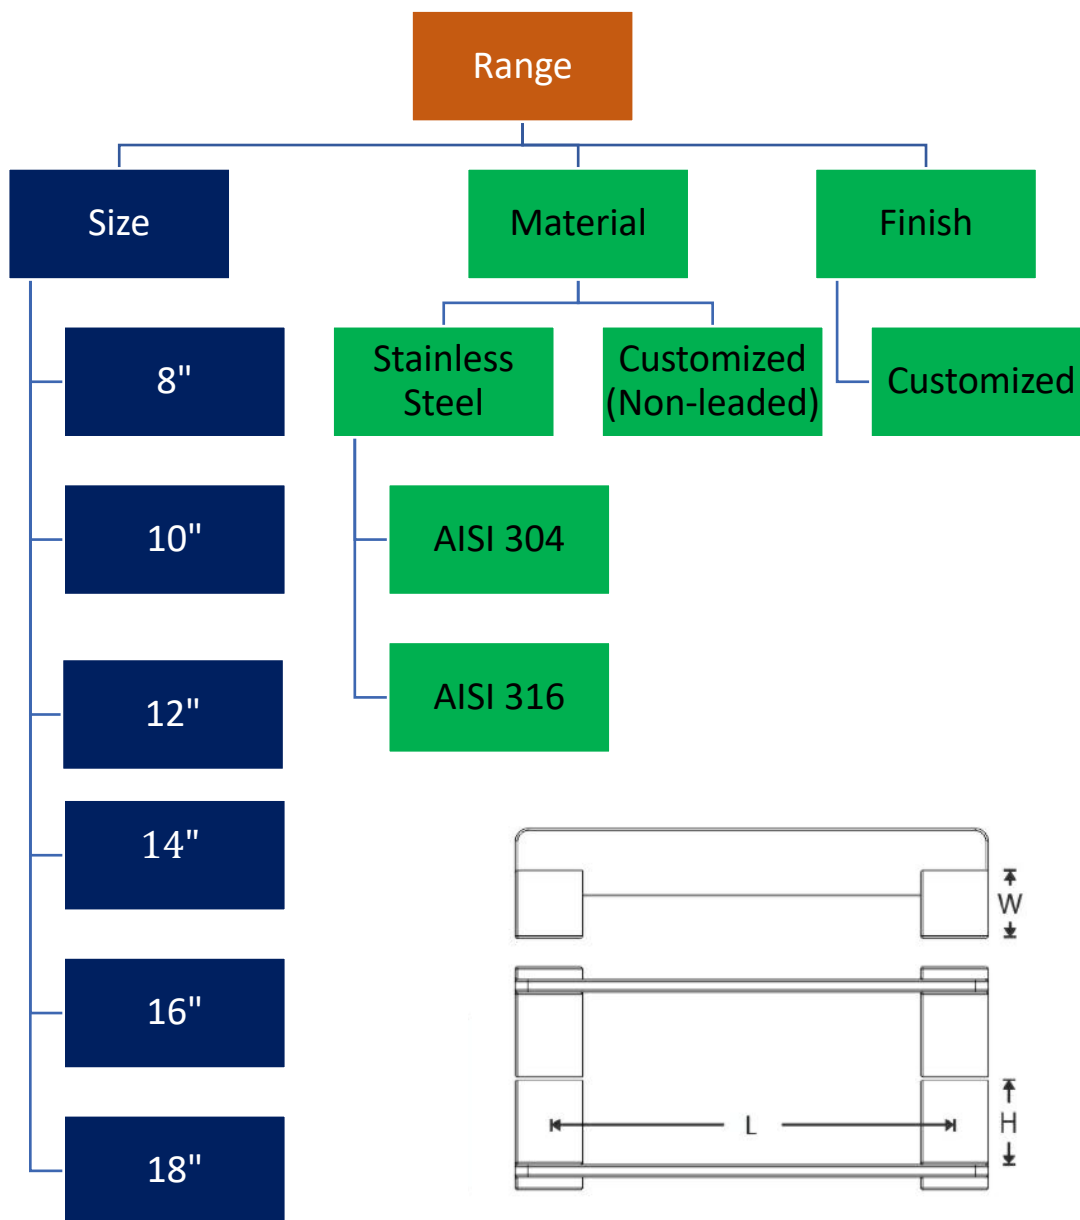 Range
Size
Material
Finish
8"
Stainless
Steel
Customized
(Non-leaded)
Customized
10"
AISI 304
12"
AISI 316
14"
16"
18"
W
L
H